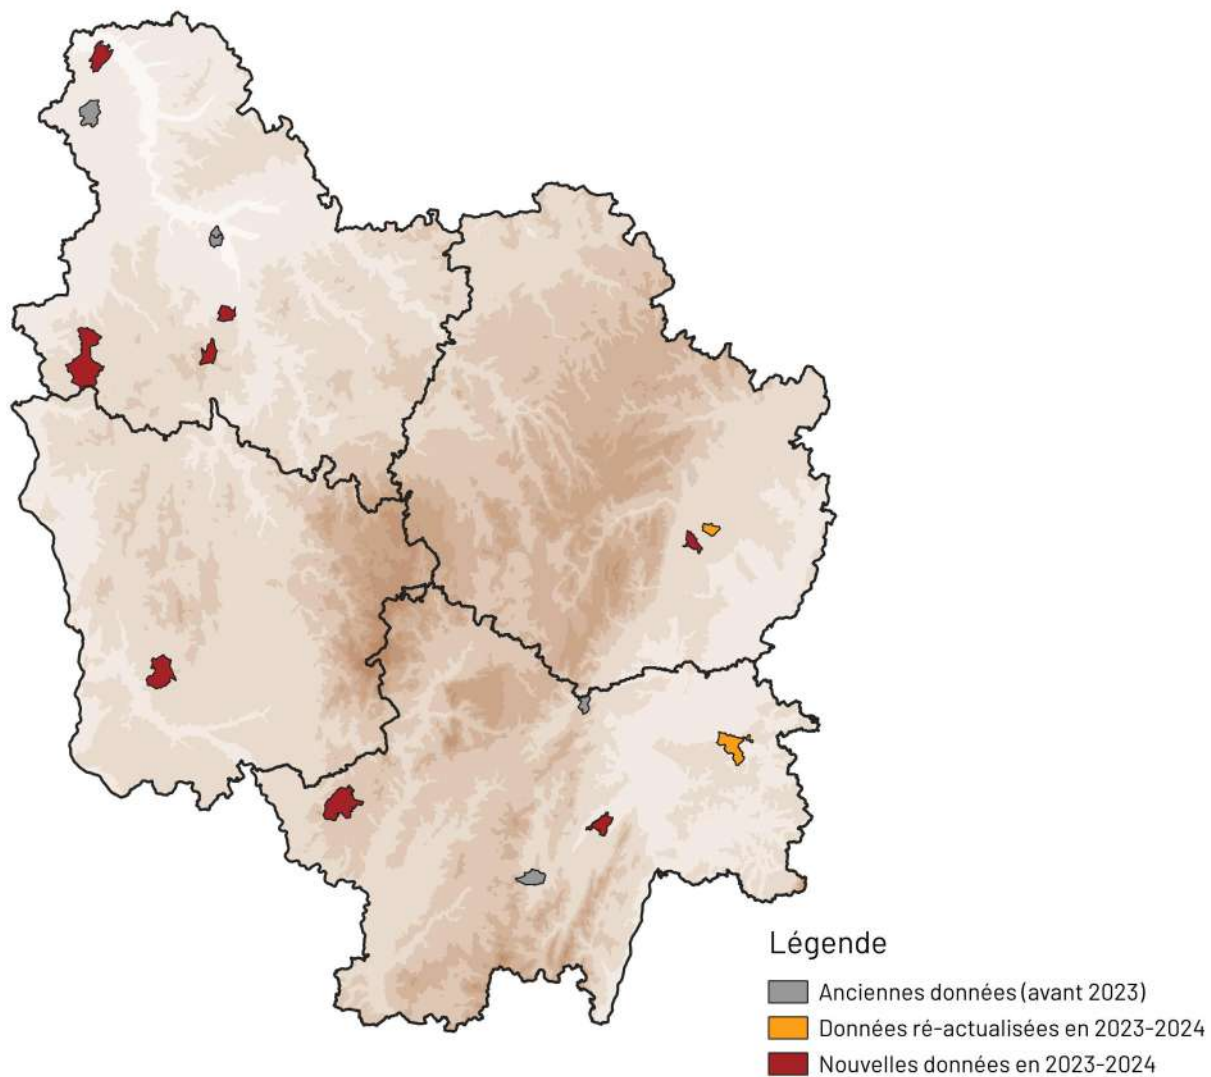 Légende
Anciennes données (avant 2023)
Données ré-actualisées en 2023-2024
Nouvelles données en 2023-2024